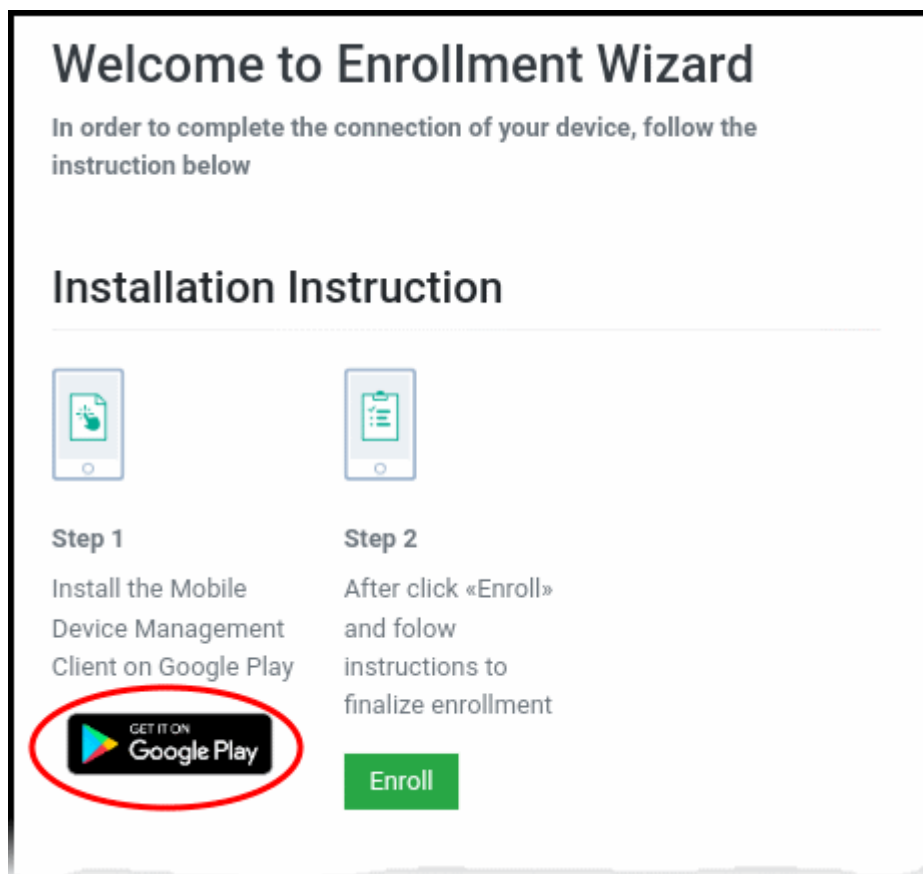 Welcome to Enrollment Wizard
In order to complete the connection of your device, follow the
instruction below
Installation Instruction
Step 1
Install the Mobile
Device Management
Client on Google Play
GET IT ON
Google Play
Step 2
After click «Enroll»
and folow
instructions to
finalize enrollment
Enroll